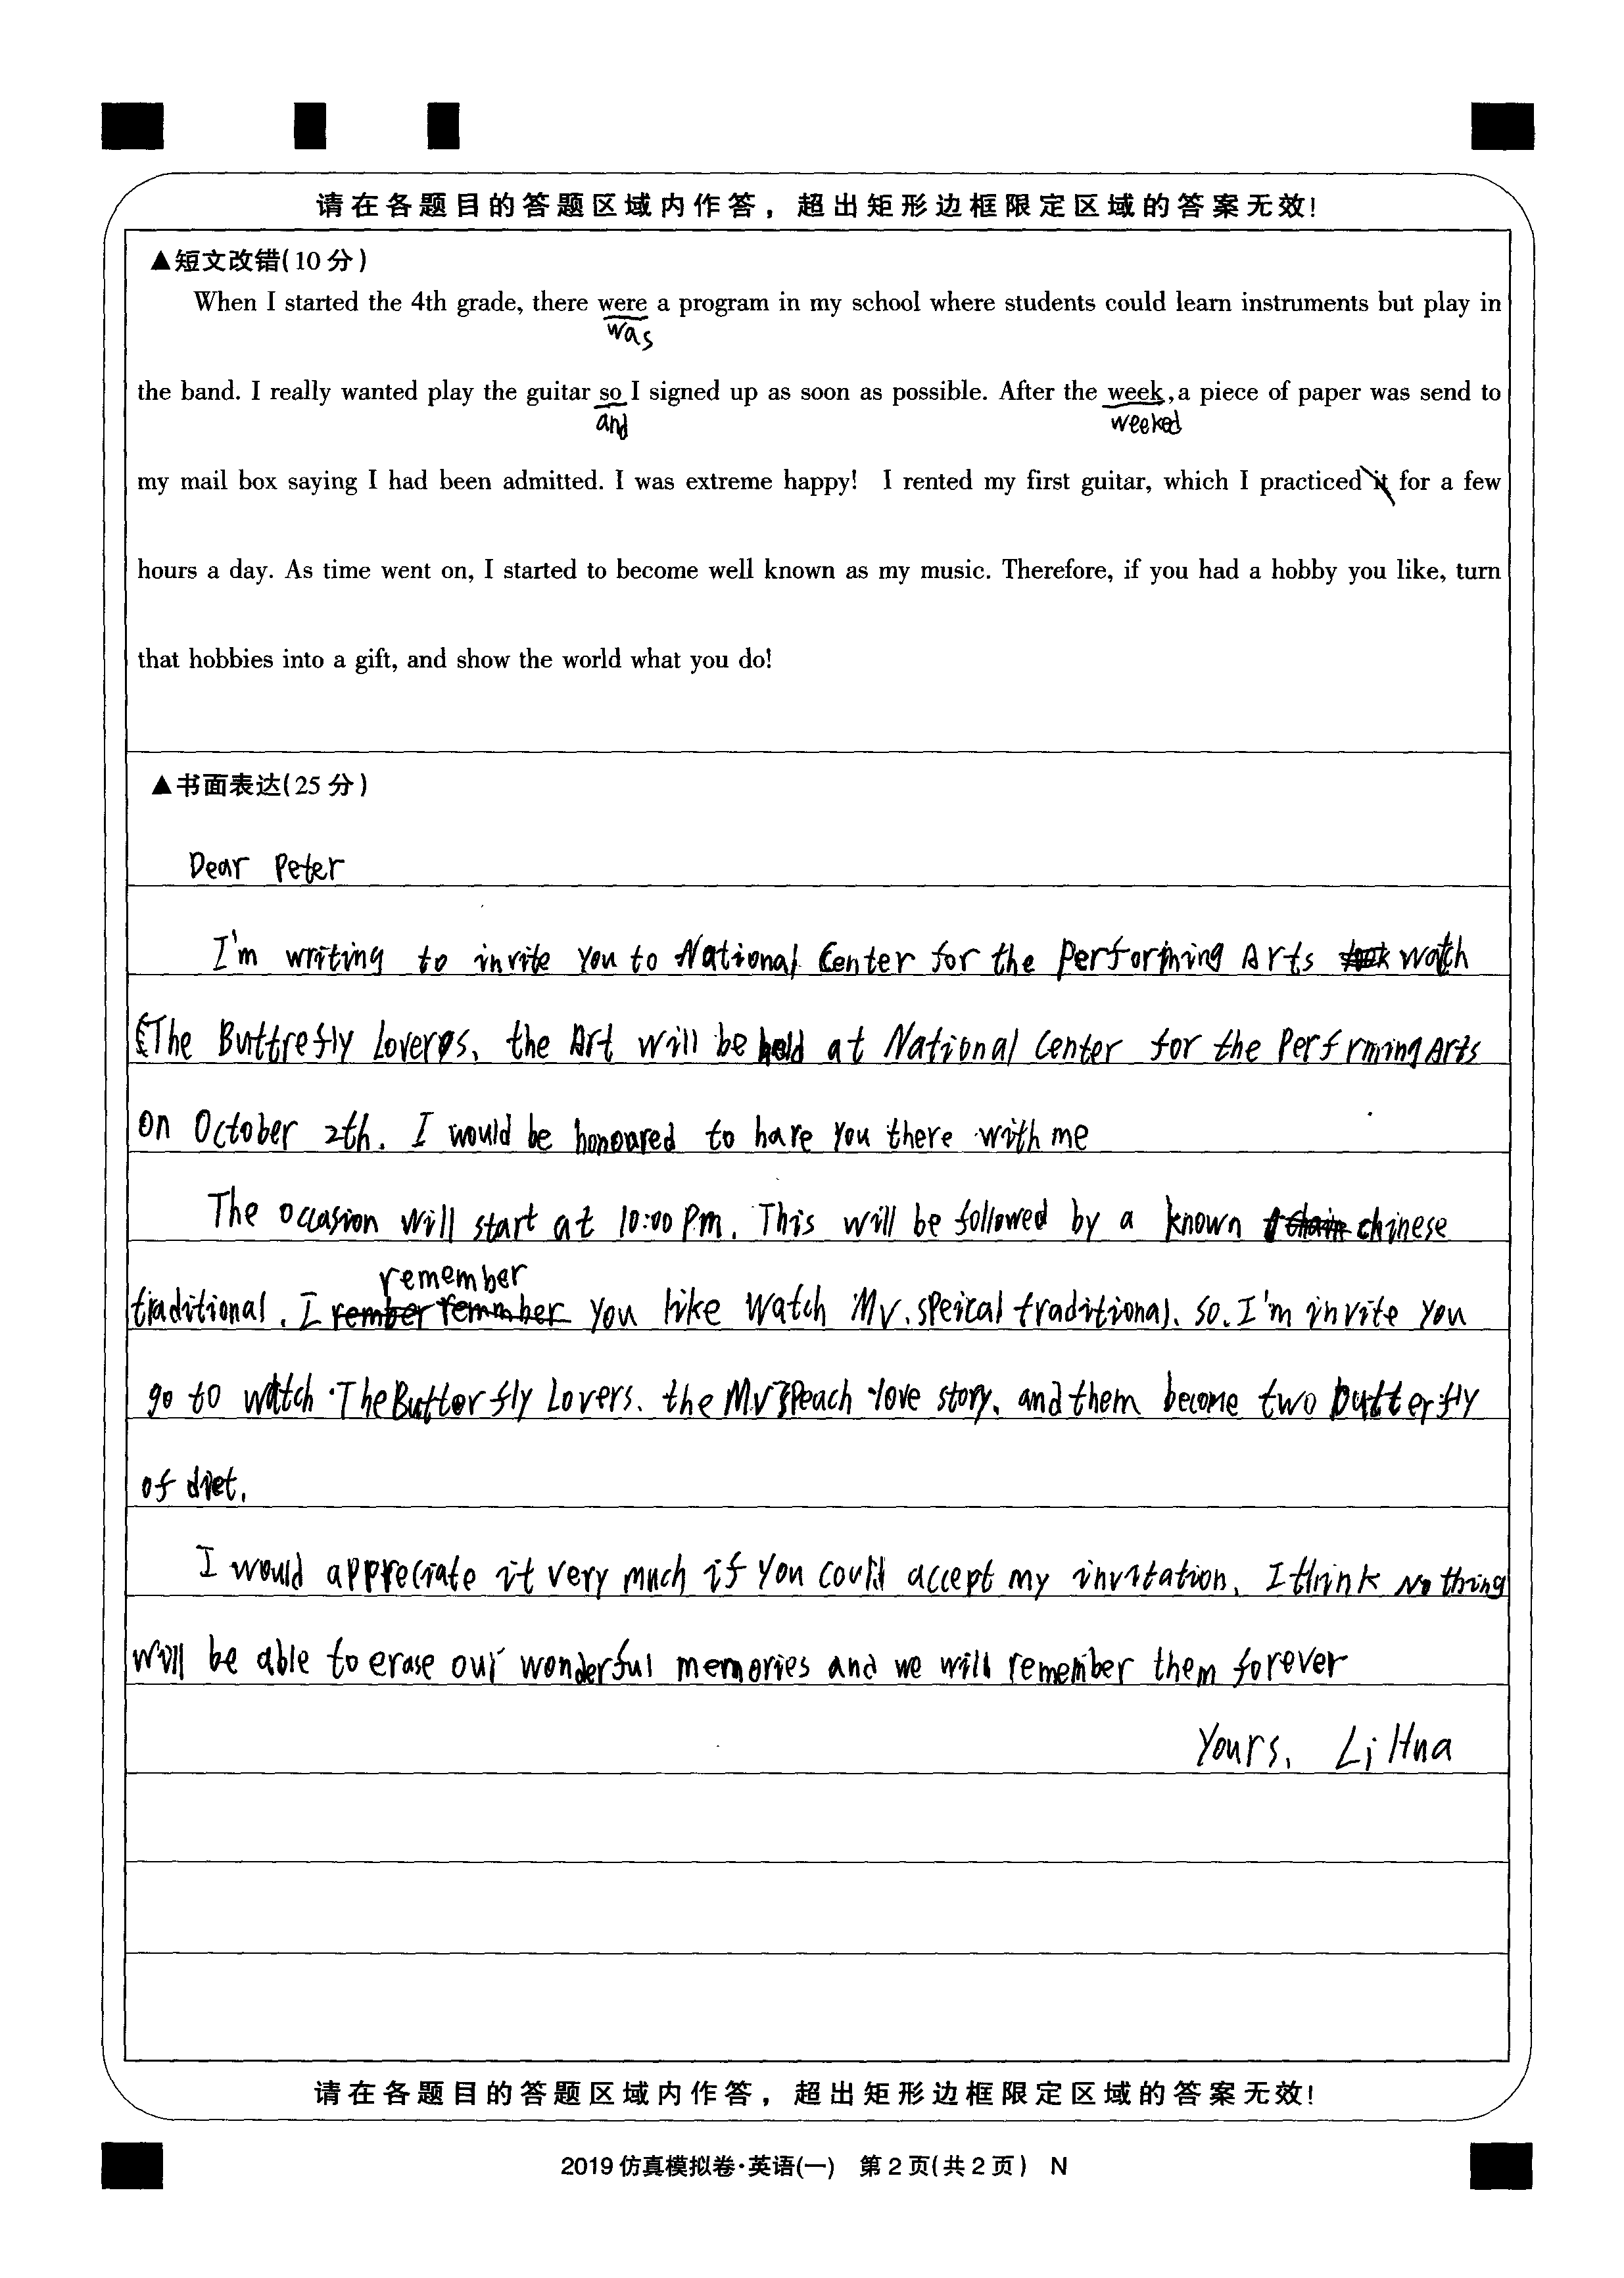 请在各题目的答题区域内作答，超出矩形边框限定区域的答案无效!
▲短文改错(10分)
When I started the 4th grade, there were a program in my school where students could learn instruments but play in
was
the band. I really wanted play the guitar so I signed up as soon as possible. After the week,a piece of paper was send to
and weeked
my mail box saying I had been admitted. I was extreme happy! I rented my first guitar, which I practiced it for a few
hours a day. As time went on, I started to become well known as my music. Therefore, if you had a hobby you like, turn
that hobbies into a gift, and show the world what you do!
▲书面表达(25分)
Dear Peter
I'm writing to invite you to National Center for the Performing Arts watch
《The Buttrefly Lovers, the Art will be held at National Center for the Perfrming Arts
on October 2th. I would be honoured to have you there with me
The occasion will start at 10:00 P.m. This will be followed by a known chinese
remember
traditional. I you like watch Mv. speical traditional. so. I'm invite you
go to watch The Butterfly Lovers. the MV speach love story, and them become two butterfly
of diet.
I would appreciate it very much if you could accept my invitation. I think Nothing
will be able to erase our wonderful memories and we will remember them forever
Yours, Li Hua
请在各题目的答题区域内作答，超出矩形边框限定区域的答案无效!
2019仿真模拟卷·英语(一) 第2页(共2页) N